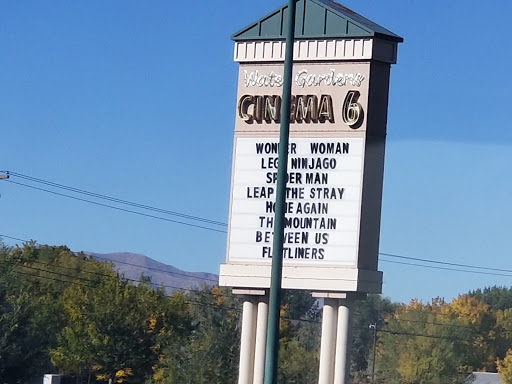 Water Gardens
CINEMA 6
WONDER WOMAN
LEGO NINJAGO
SPIDER MAN
LEAP THE STRAY
HOME AGAIN
THE MOUNTAIN
BETWEEN US
FLATLINERS